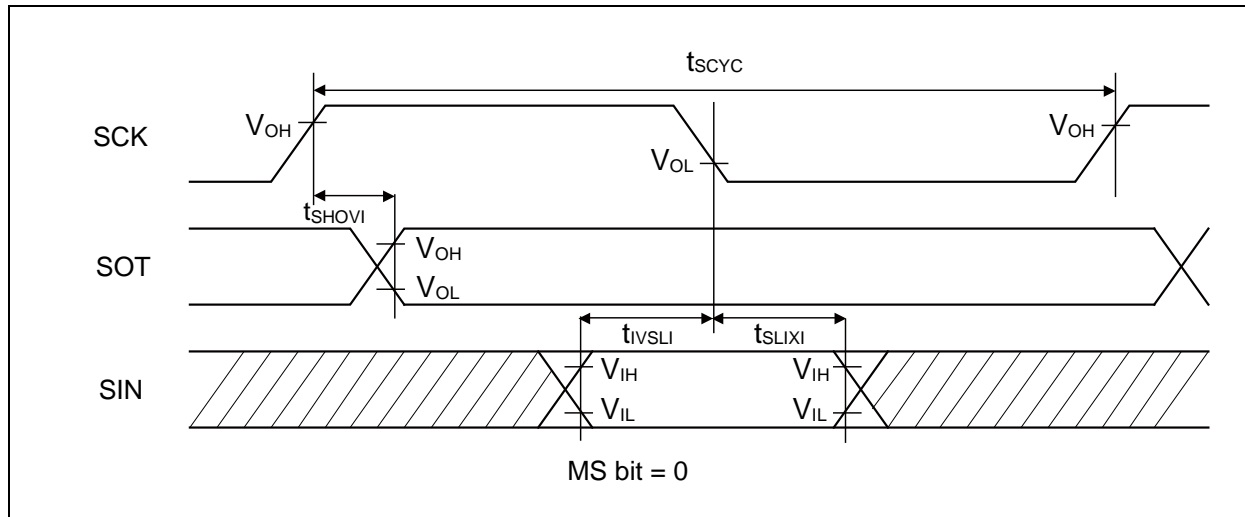 tSCYC
SCK
VOH
VOL
VOH
tSHOVI
SOT
VOH
VOL
tIVSLI
tSLIXI
SIN
VIH
VIH
VIL
VIL
MS bit = 0